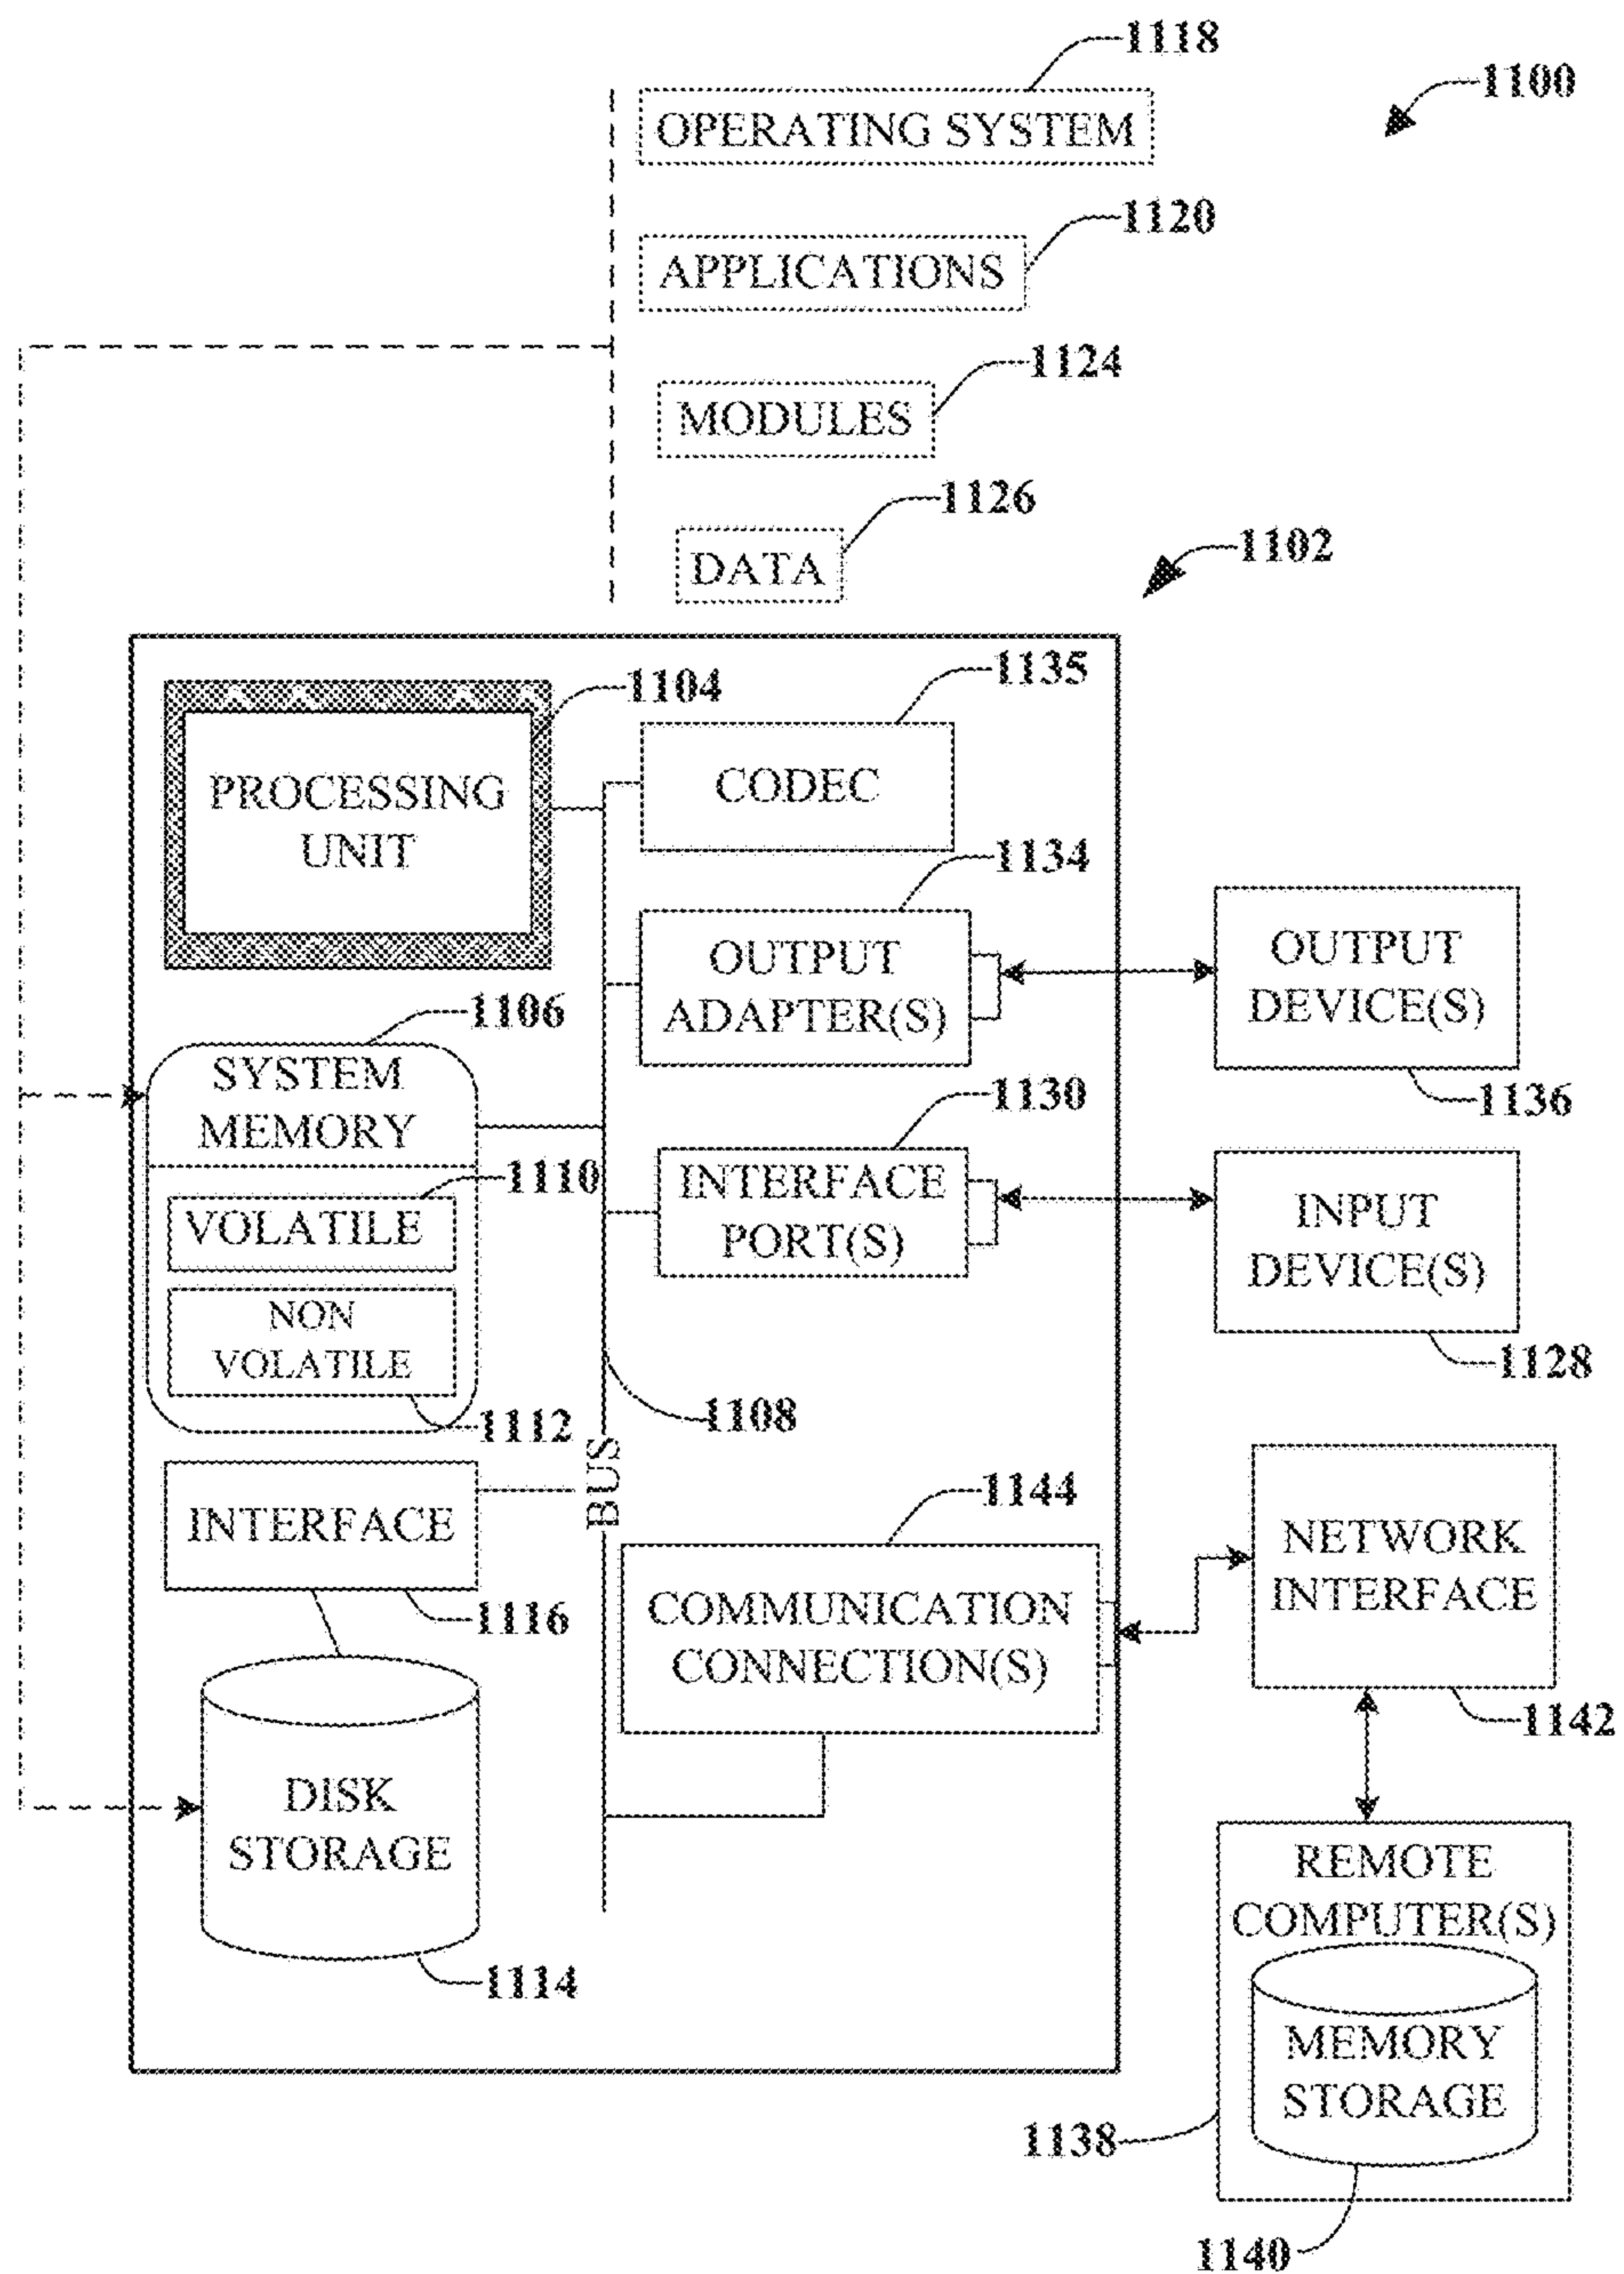 1118
1100
OPERATING SYSTEM
1120
APPLICATIONS
1124
MODULES
1126
DATA
1102
1135
1104
PROCESSING
UNIT
CODEC
1134
OUTPUT
ADAPTER(S)
OUTPUT
DEVICE(S)
1136
1106
SYSTEM
MEMORY
1110
VOLATILE
NON
VOLATILE
1112
1130
INTERFACE
PORT(S)
INPUT
DEVICE(S)
1128
1108
BUS
INTERFACE
1116
1144
COMMUNICATION
CONNECTION(S)
NETWORK
INTERFACE
1142
DISK
STORAGE
1114
REMOTE
COMPUTER(S)
MEMORY
STORAGE
1138
1140